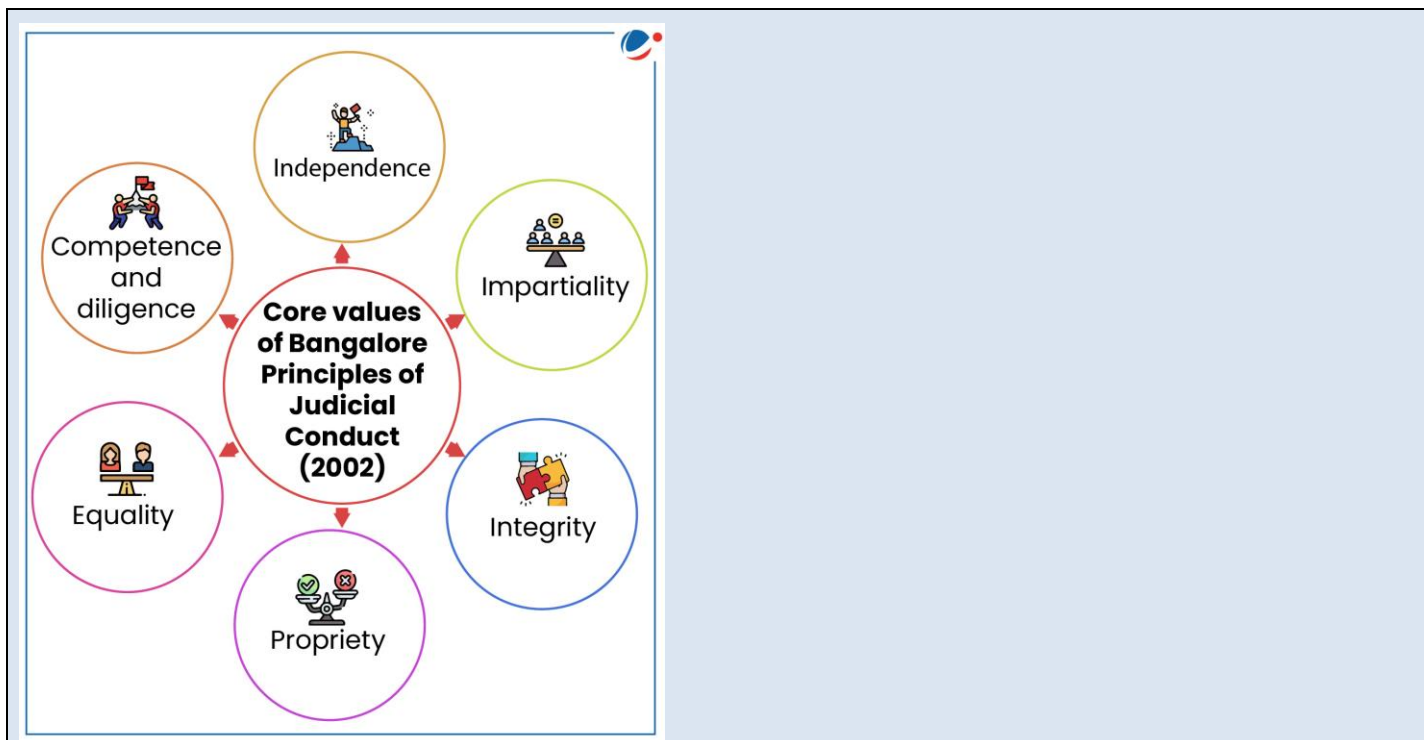 Independence
Impartiality
Integrity
Propriety
Equality
Competence
and
diligence
Core values
of Bangalore
Principles of
Judicial
Conduct
(2002)